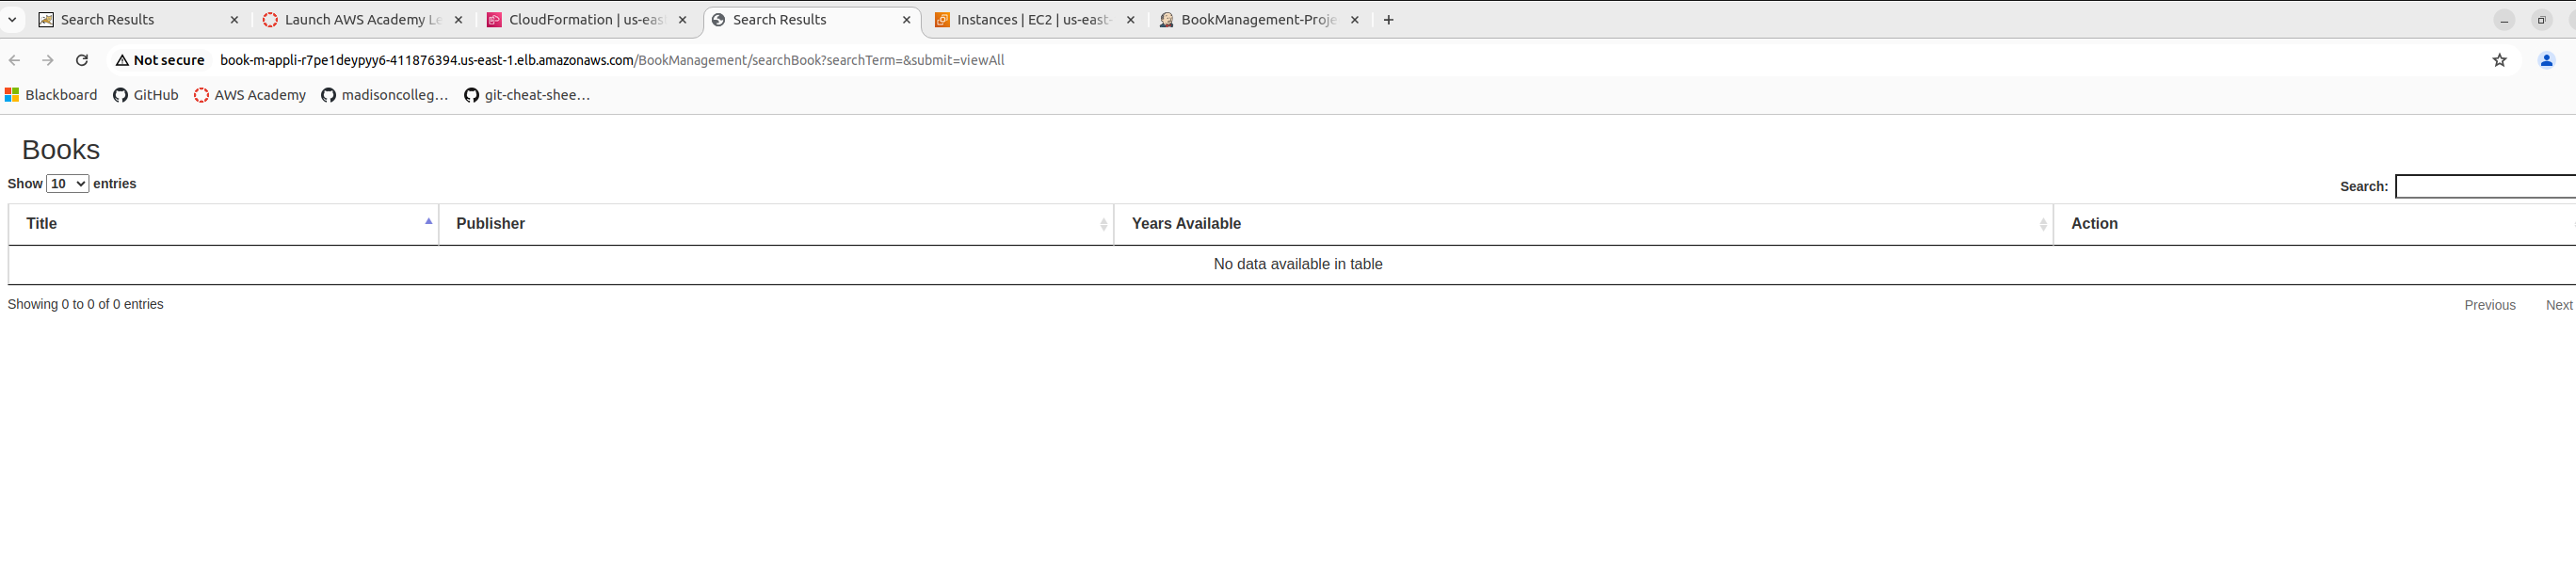 Search Results
Launch AWS Academy Le
CloudFormation | us-eas
Search Results
Instances | EC2 | us-east-
BookManagement-Proje
Not secure book-m-appli-r7pe1deypyy6-411876394.us-east-1.elb.amazonaws.com/BookManagement/searchBook?searchTerm=&submit=viewAll
Blackboard GitHub AWS Academy madisoncolleg… git-cheat-shee…
Books
Show 10 entries Search:
Title Publisher Years Available Action
No data available in table
Showing 0 to 0 of 0 entries Previous Next